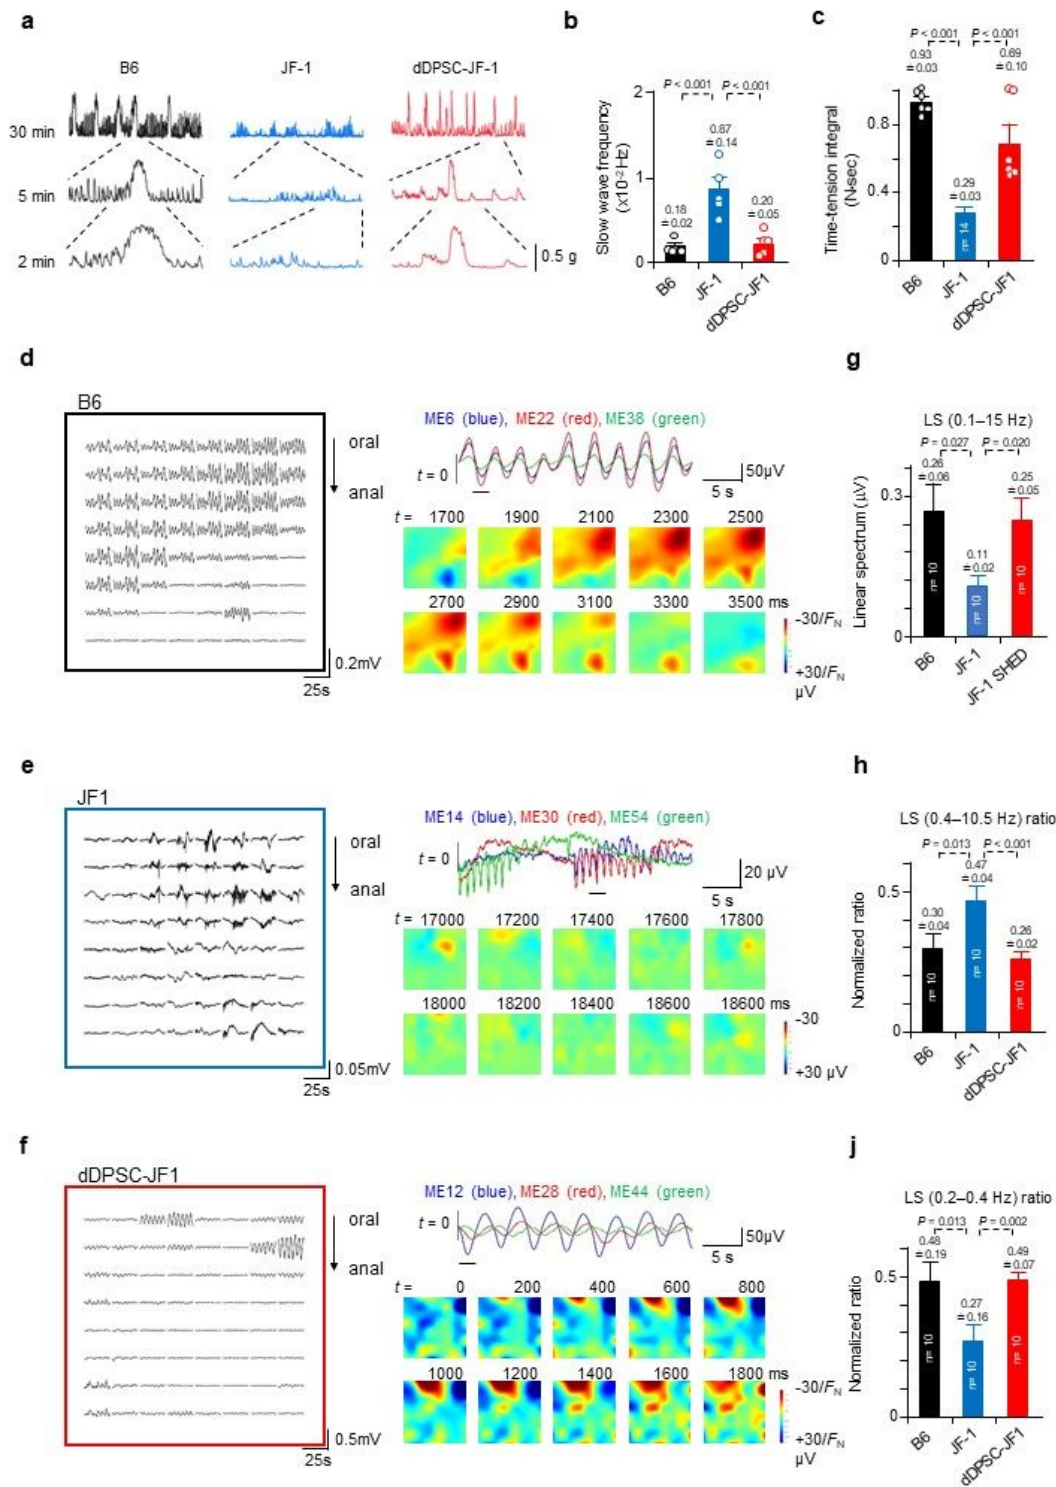 a
B6
JF-1
dDPSC-JF-1
30 min
5 min
2 min
0.5 g
b
P < 0.001
P < 0.001
2
1
0
Slow wave frequency
(x10-2 Hz)
0.18
± 0.02
0.87
± 0.14
0.20
± 0.05
B6
JF-1
dDPSC-JF1
c
P < 0.001
P < 0.001
0.93
± 0.03
0.69
± 0.10
0.29
± 0.03
0.8
0.4
0
Time-tension integral
(N-sec)
n= 14
B6
JF-1
dDPSC-JF1
d
B6
oral
anal
0.2mV
25s
ME6 (blue), ME22 (red), ME38 (green)
t = 0
50μV
5 s
t = 1700 1900 2100 2300 2500
2700 2900 3100 3300 3500 ms
-30/FN
+30/FN
μV
g
LS (0.1–15 Hz)
P = 0.027
P = 0.020
0.26
± 0.06
0.25
± 0.05
0.11
± 0.02
0.3
0
Linear spectrum (μV)
n= 10
n= 10
n= 10
B6
JF-1
JF-1 SHED
e
JF1
oral
anal
0.05mV
25s
ME14 (blue), ME30 (red), ME54 (green)
t = 0
20 μV
5 s
t = 17000 17200 17400 17600 17800
18000 18200 18400 18600 18600 ms
-30
+30 μV
h
LS (0.4–10.5 Hz) ratio
P = 0.013
P < 0.001
0.47
± 0.04
0.30
± 0.04
0.26
± 0.02
0.5
0
Normalized ratio
n= 10
n= 10
n= 10
B6
JF-1
dDPSC-JF1
f
dDPSC-JF1
oral
anal
0.5mV
25s
ME12 (blue), ME28 (red), ME44 (green)
t = 0
50μV
5 s
t = 0 200 400 600 800
1000 1200 1400 1600 1800 ms
-30/FN
+30/FN
μV
j
LS (0.2–0.4 Hz) ratio
P = 0.013
P = 0.002
0.48
± 0.19
0.49
± 0.07
0.27
± 0.16
0.5
0
Normalized ratio
n= 10
n= 10
n= 10
B6
JF-1
dDPSC-JF1